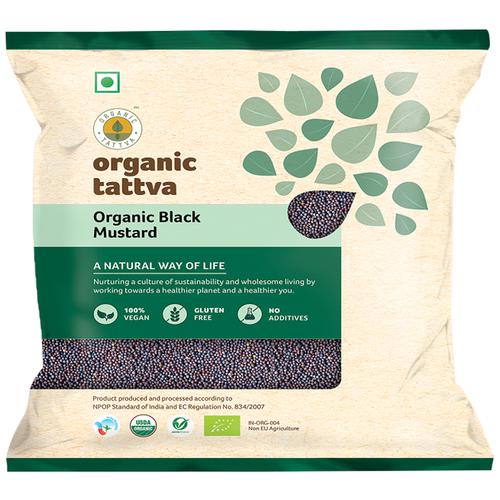 ORGANIC
TATTVA
organic
tattva
Organic Black
Mustard
A NATURAL WAY OF LIFE
Nurturing a culture of sustainability and wholesome living by
working towards a healthier planet and a healthier you.
100%
VEGAN
GLUTEN
FREE
NO
ADDITIVES
Product produced and processed according to
NPOP Standard of India and EC Regulation No. 834/2007
USDA
ORGANIC
IN-ORG-004
Non EU Agriculture